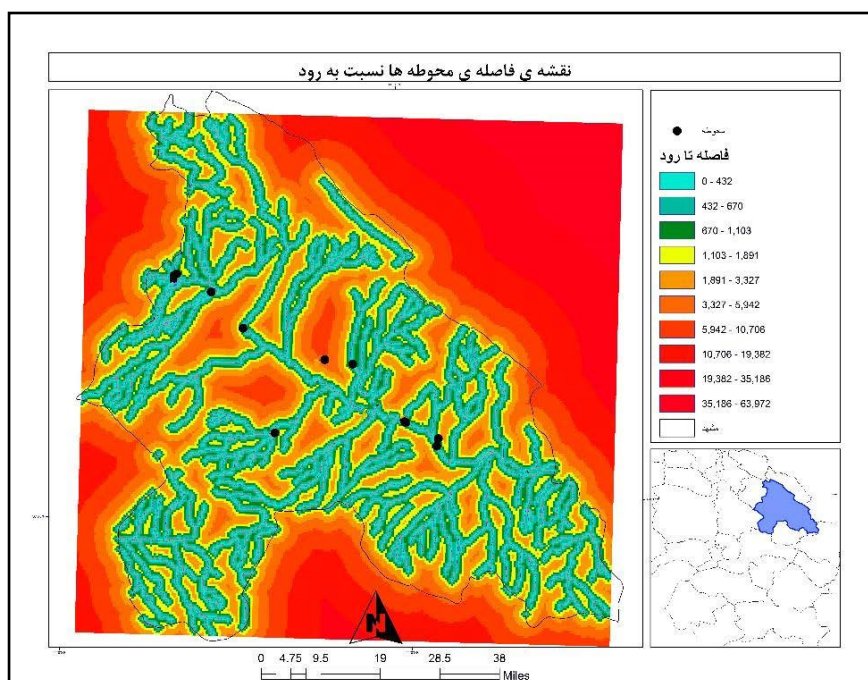 نقشه ی فاصله ی محوطه ها نسبت به رود
محوطه
فاصله تا رود
0 - 432
432 - 670
670 - 1,103
1,103 - 1,891
1,891 - 3,327
3,327 - 5,942
5,942 - 10,706
10,706 - 19,382
19,382 - 35,186
35,186 - 63,972
مشهد
N
0 4.75 9.5 19 28.5 38
Miles